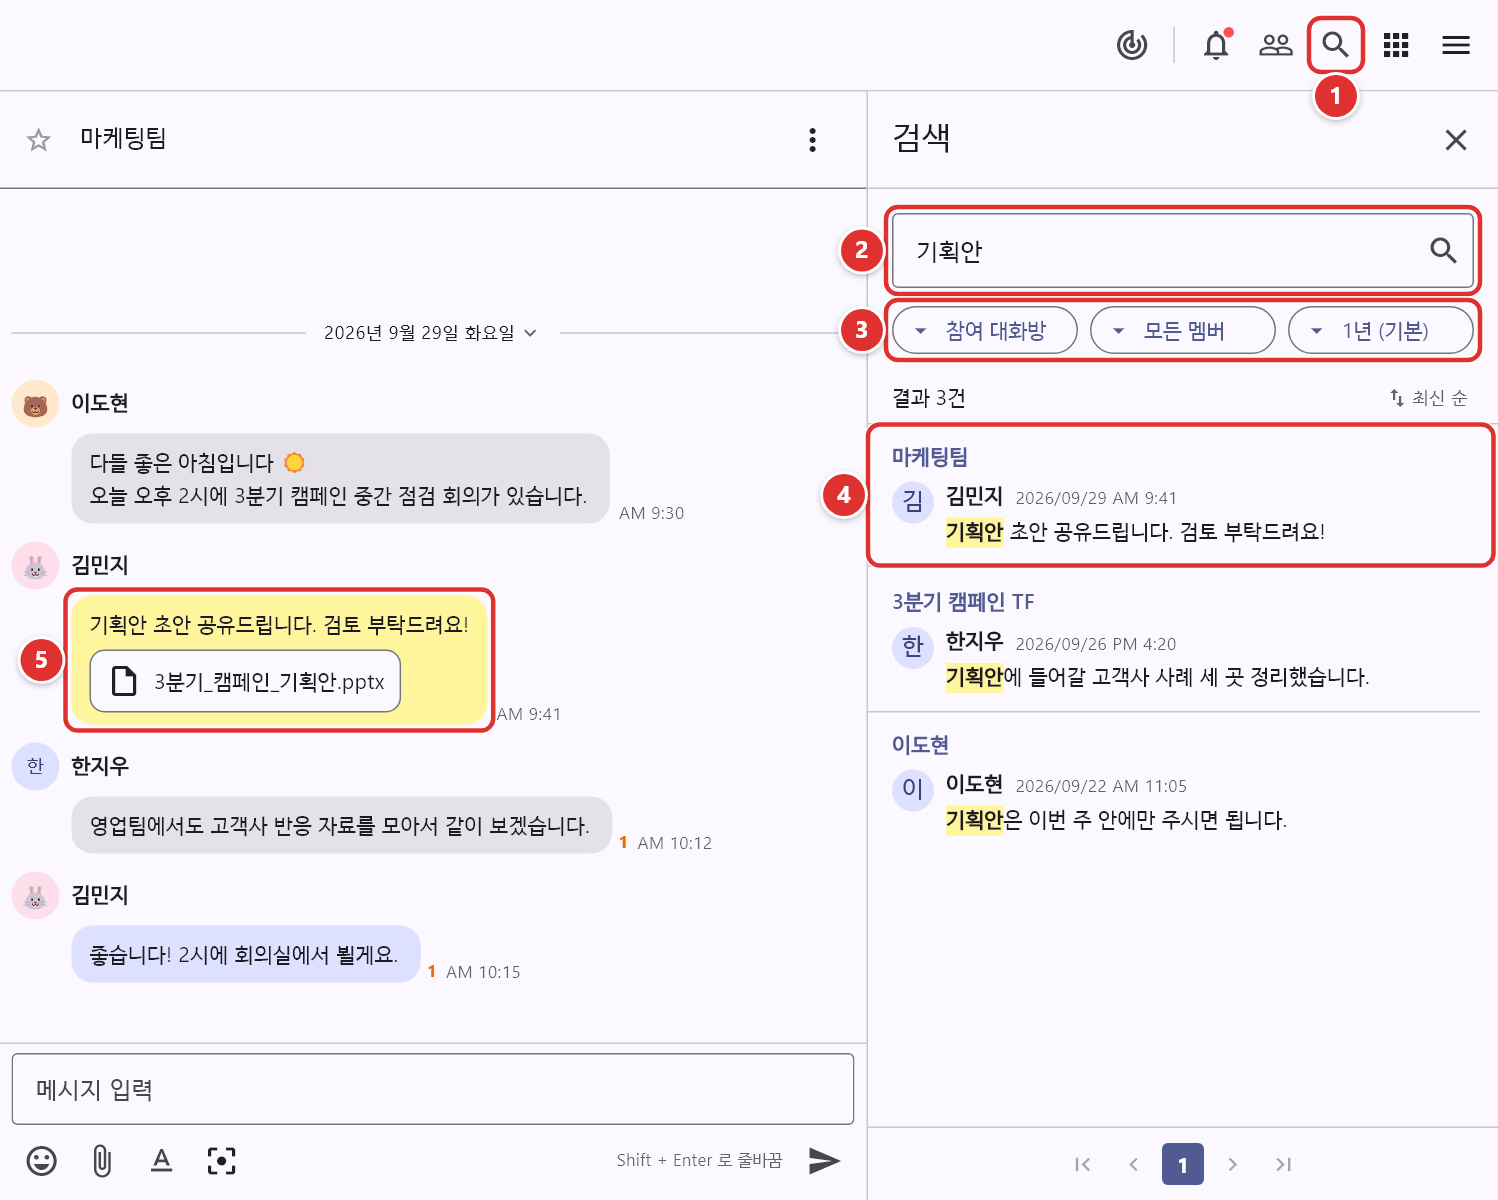 1
마케팅팀
검색
2
기획안
3
참여 대화방
모든 멤버
1년 (기본)
결과 3건
최신 순
4
마케팅팀
김
김민지 2026/09/29 AM 9:41
기획안 초안 공유드립니다. 검토 부탁드려요!
3분기 캠페인 TF
한
한지우 2026/09/26 PM 4:20
기획안에 들어갈 고객사 사례 세 곳 정리했습니다.
이도현
이
이도현 2026/09/22 AM 11:05
기획안은 이번 주 안에만 주시면 됩니다.
1
2026년 9월 29일 화요일
이도현
다들 좋은 아침입니다
오늘 오후 2시에 3분기 캠페인 중간 점검 회의가 있습니다.
AM 9:30
김민지
5
기획안 초안 공유드립니다. 검토 부탁드려요!
3분기_캠페인_기획안.pptx
AM 9:41
한
한지우
영업팀에서도 고객사 반응 자료를 모아서 같이 보겠습니다.
1 AM 10:12
김민지
좋습니다! 2시에 회의실에서 뵐게요.
1 AM 10:15
메시지 입력
A
Shift + Enter 로 줄바꿈